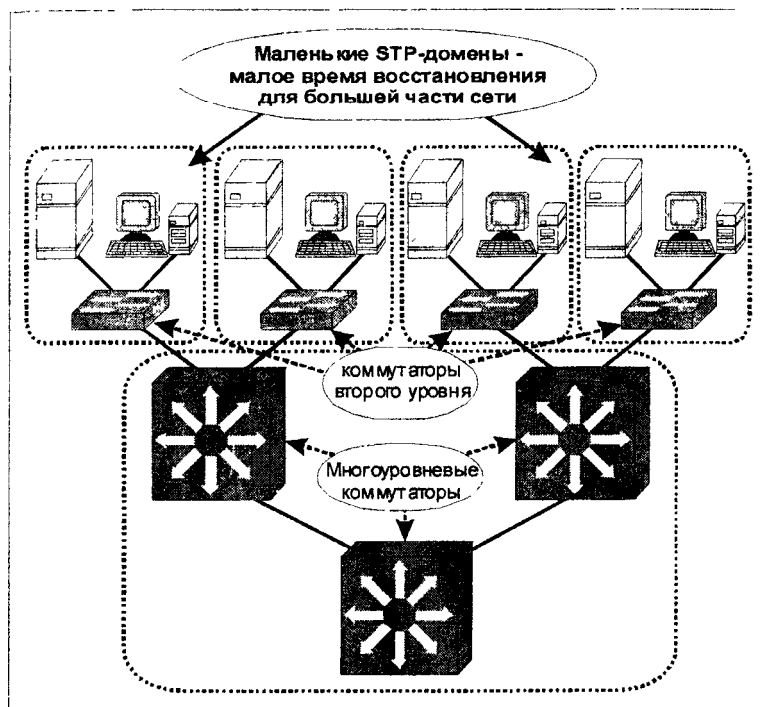 Маленькие STP-домены -
малое время восстановления
для большей части сети
коммутаторы
второго уровня
Многоуровневые
коммутаторы